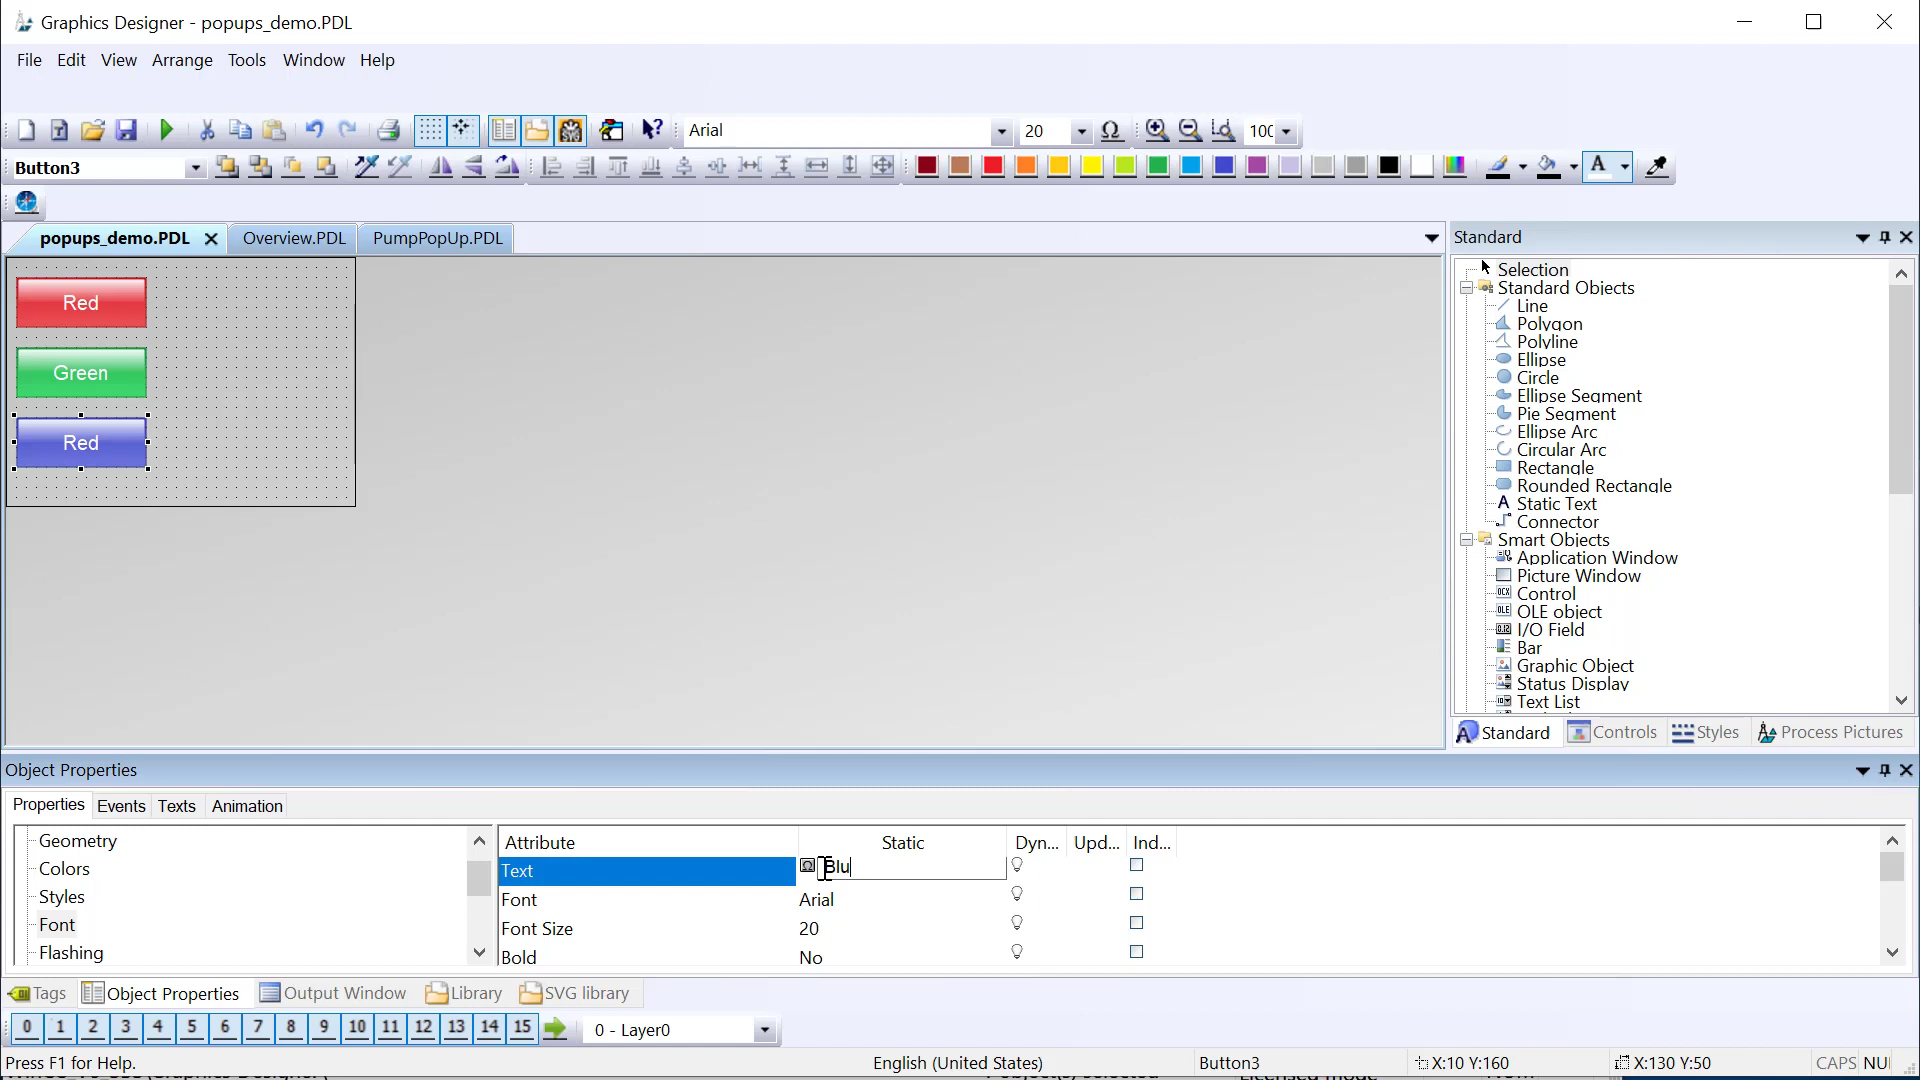 Graphics Designer - popups_demo.PDL
File Edit View Arrange Tools Window Help
Arial 20 100
Button3 A
popups_demo.PDL Overview.PDL PumpPopUp.PDL
Standard
Red
Green
Red
Selection
Standard Objects
Line
Polygon
Polyline
Ellipse
Circle
Ellipse Segment
Pie Segment
Ellipse Arc
Circular Arc
Rectangle
Rounded Rectangle
A Static Text
Connector
Smart Objects
Application Window
Picture Window
OCX Control
OLE OLE object
0.12 I/O Field
Bar
Graphic Object
Status Display
Text List
A Standard Controls Styles Process Pictures
Object Properties
Properties Events Texts Animation
Geometry
Colors
Styles
Font
Flashing
Attribute Static Dyn... Upd... Ind...
Text Blu
Font Arial
Font Size 20
Bold No
Tags Object Properties Output Window Library SVG library
0 1 2 3 4 5 6 7 8 9 10 11 12 13 14 15 0 - Layer0
Press F1 for Help. English (United States) Button3 X:10 Y:160 X:130 Y:50 CAPS NU